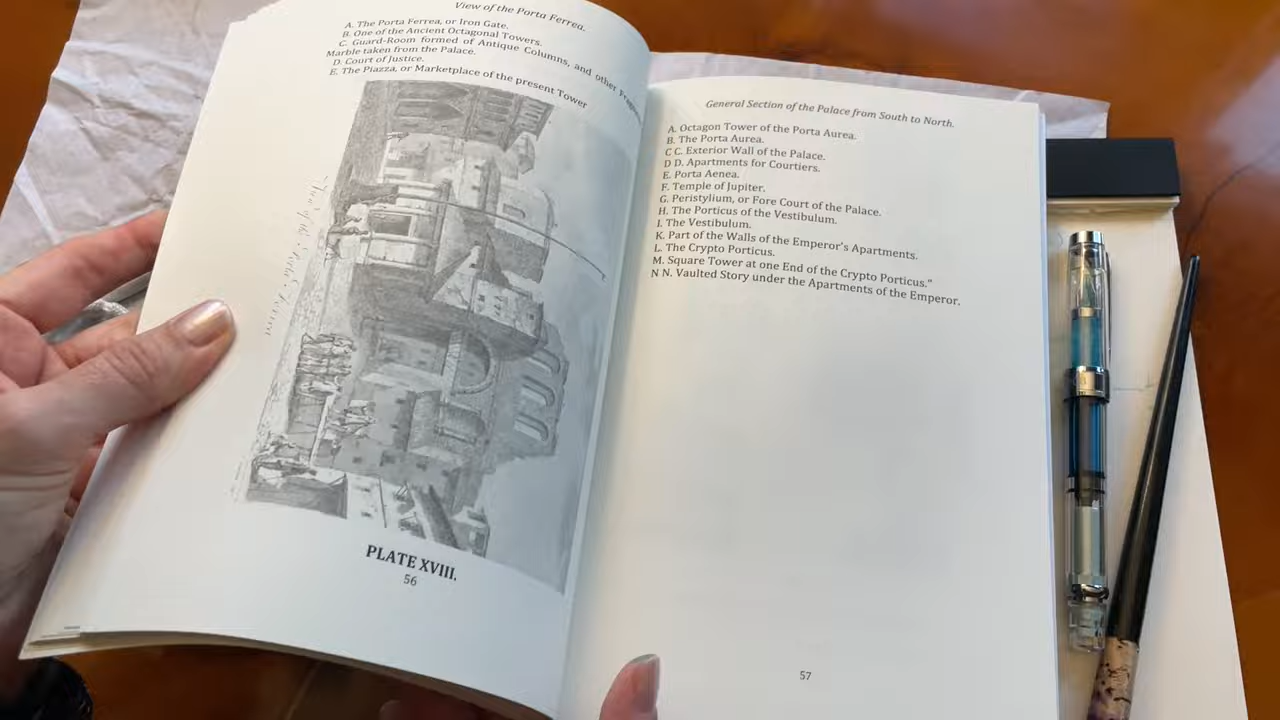 View of the Porta Ferrea.
A. The Porta Ferrea, or Iron Gate.
B. One of the Ancient Octagonal Towers.
C. Guard-Room formed of Antique Columns, and other
Marble taken from the Palace.
D. Court of Justice.
E. The Piazza, or Marketplace of the present Tower
View of the Porta Ferrea
PLATE XVIII.
56
General Section of the Palace from South to North.
A. Octagon Tower of the Porta Aurea.
B. The Porta Aurea.
C C. Exterior Wall of the Palace.
D D. Apartments for Courtiers.
E. Porta Aenea.
F. Temple of Jupiter.
G. Peristylium, or Fore Court of the Palace.
H. The Porticus of the Vestibulum.
I. The Vestibulum.
K. Part of the Walls of the Emperor's Apartments.
L. The Crypto Porticus.
M. Square Tower at one End of the Crypto Porticus."
N N. Vaulted Story under the Apartments of the Emperor.
57